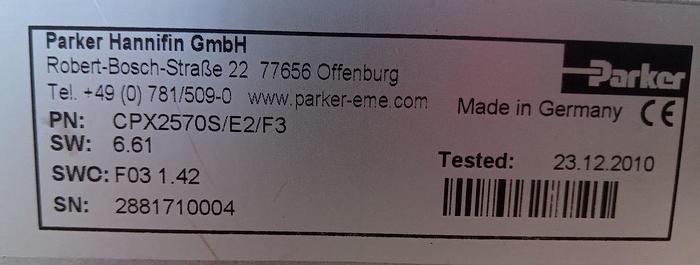 Parker Hannifin GmbH
Robert-Bosch-Straße 22 77656 Offenburg
Tel. +49 (0) 781/509-0 www.parker-eme.com
Parker
Made in Germany CE
PN: CPX2570S/E2/F3
SW: 6.61
SWC: F03 1.42
SN: 2881710004
Tested: 23.12.2010